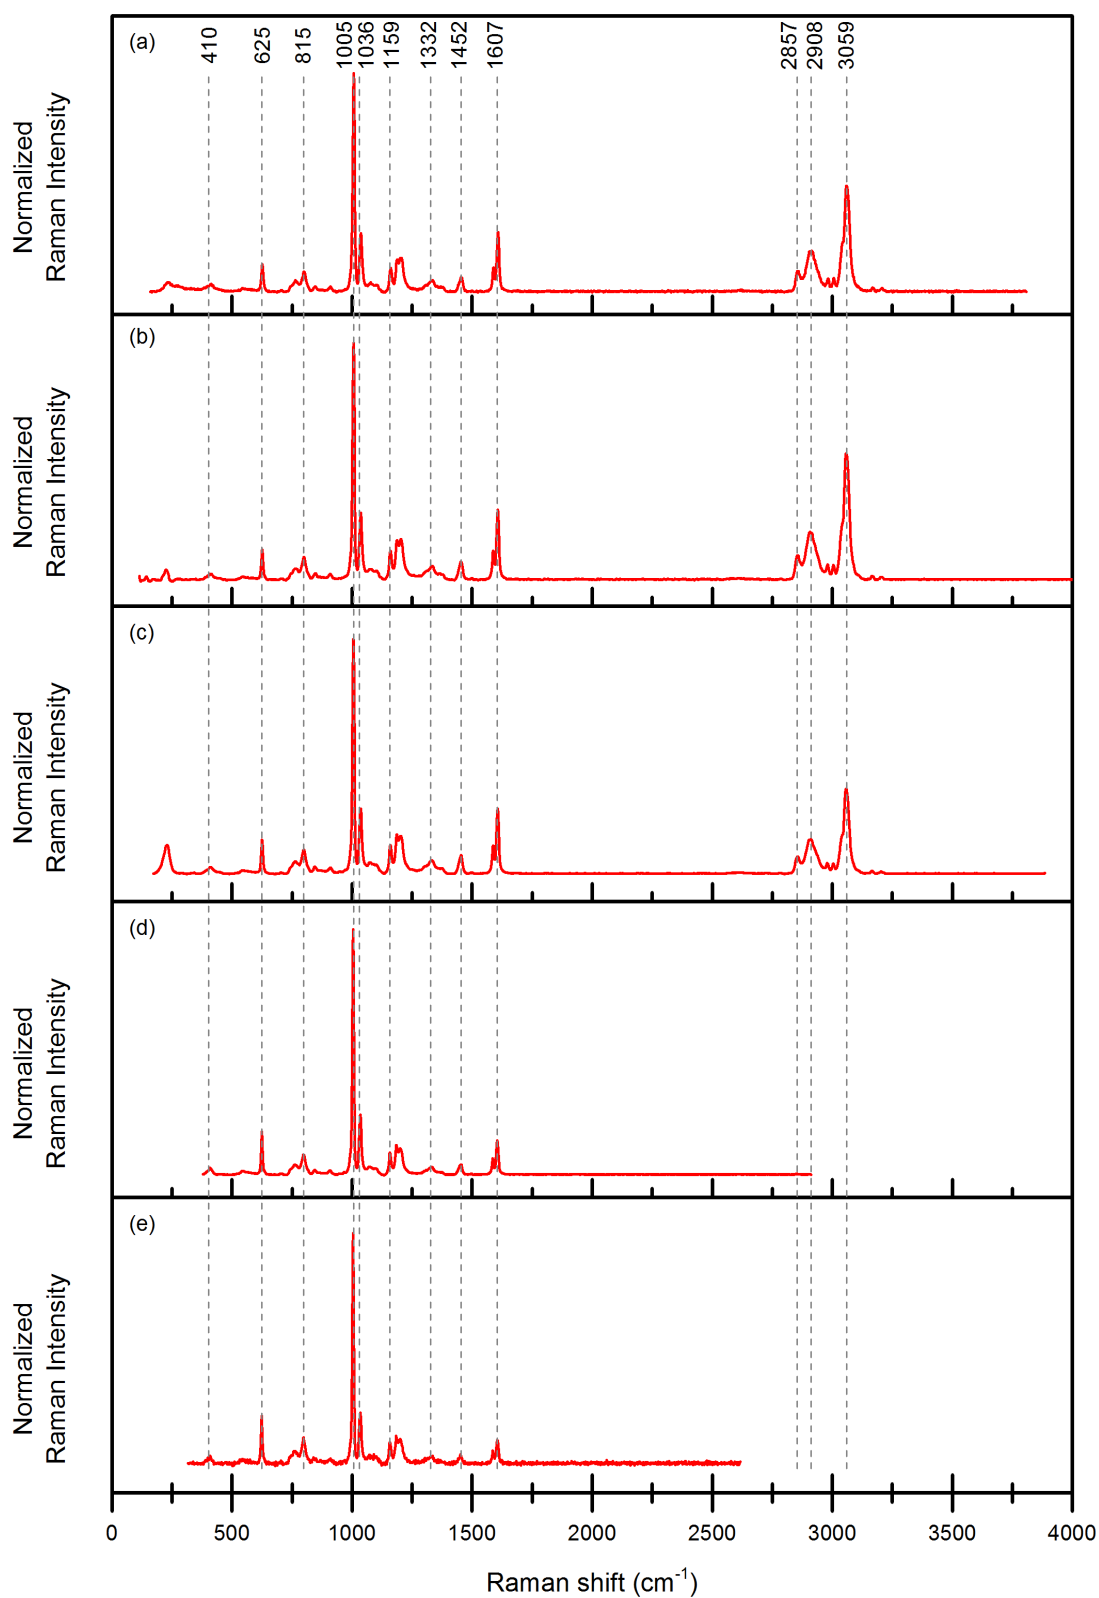 (a)
410
625
815
1005
1036
1159
1332
1452
1607
2857
2908
3059
Normalized
Raman Intensity
(b)
Normalized
Raman Intensity
(c)
Normalized
Raman Intensity
(d)
Normalized
Raman Intensity
(e)
Normalized
Raman Intensity
0 500 1000 1500 2000 2500 3000 3500 4000
Raman shift (cm⁻¹)